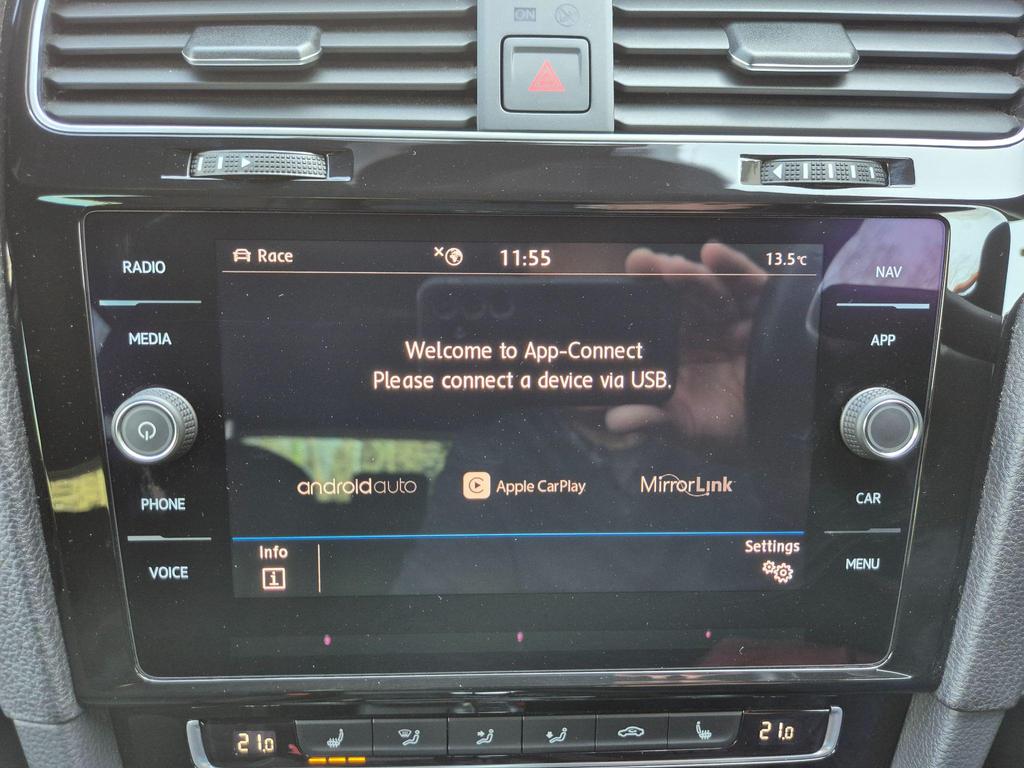 ON
RADIO
MEDIA
PHONE
VOICE
Race
11:55
13.5°C
Welcome to App-Connect
Please connect a device via USB.
androidauto
Apple CarPlay
MirrorLink
Info
i
Settings
NAV
APP
CAR
MENU
21.0
21.0